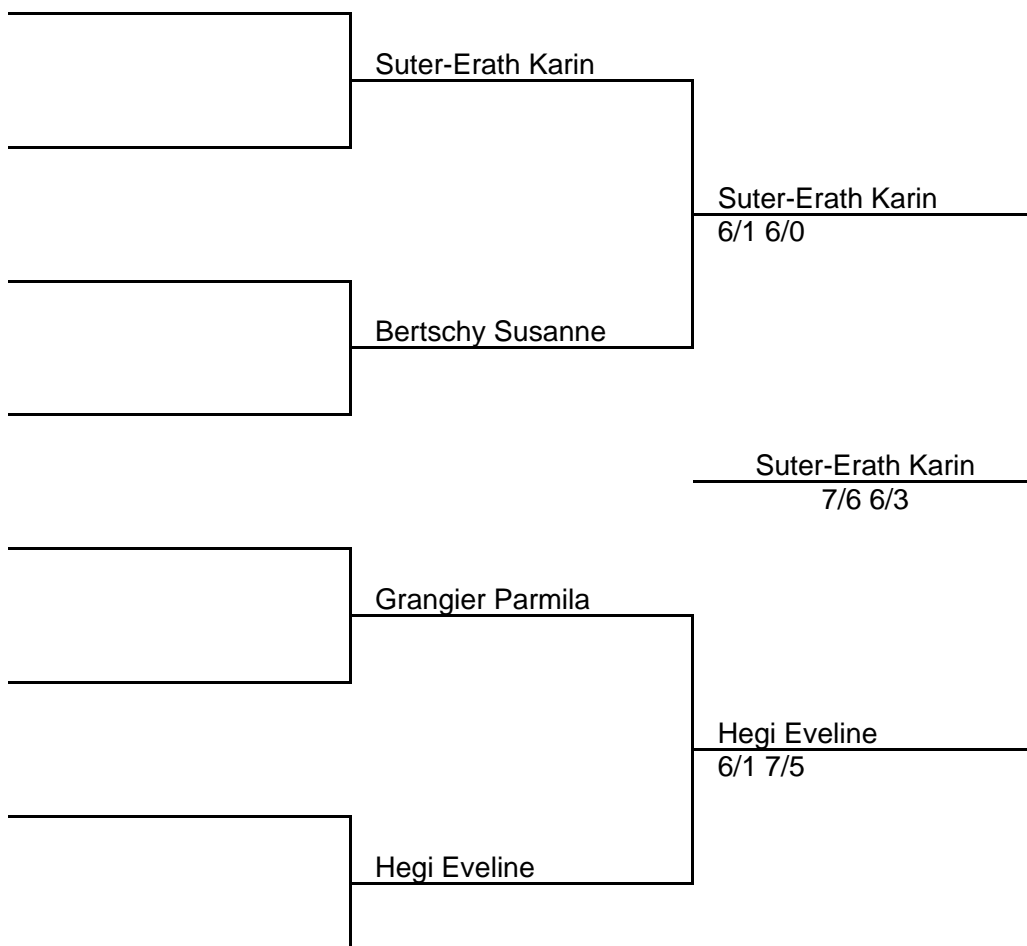 Suter-Erath Karin
Suter-Erath Karin
6/1 6/0
Bertschy Susanne
Suter-Erath Karin
7/6 6/3
Grangier Parmila
Hegi Eveline
6/1 7/5
Hegi Eveline